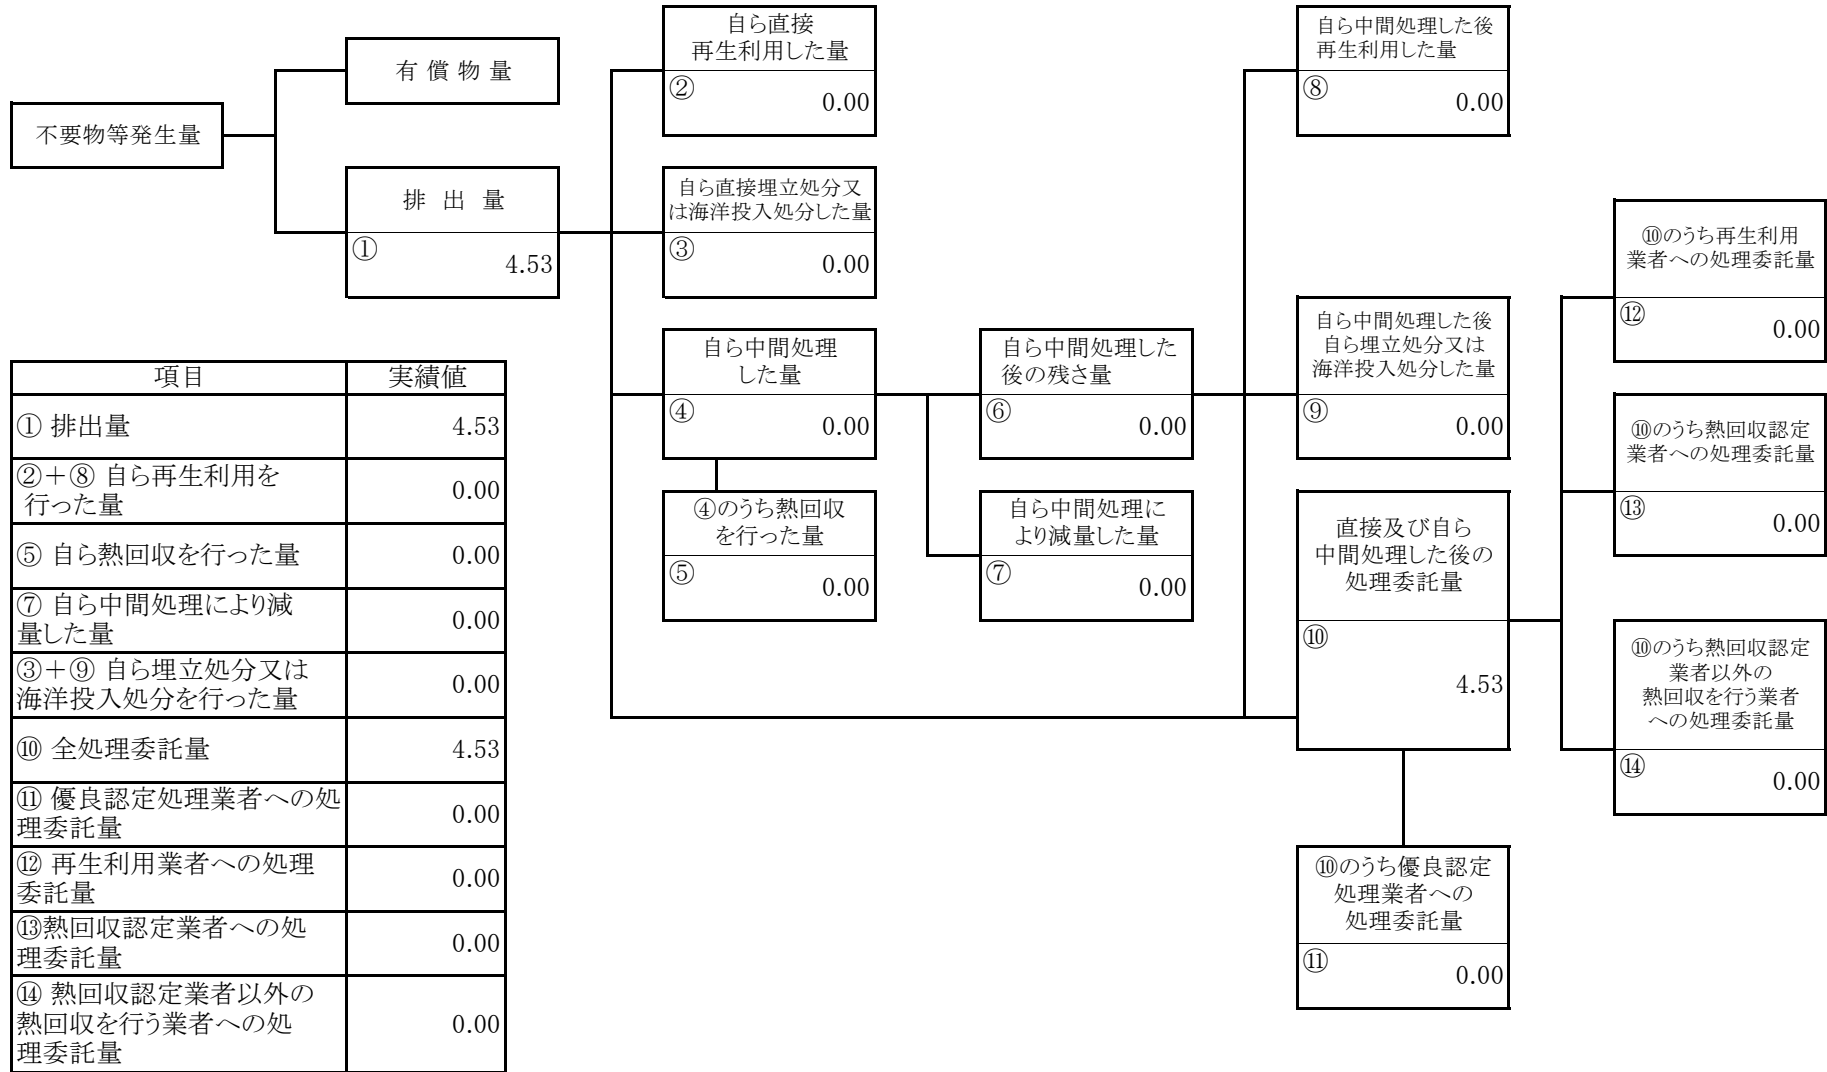 不要物等発生量
有 償 物 量
排 出 量
①
4.53
自ら直接
再生利用した量
②
0.00
自ら直接埋立処分又
は海洋投入処分した量
③
0.00
自ら中間処理
した量
④
0.00
④のうち熱回収
を行った量
⑤
0.00
自ら中間処理した
後の残さ量
⑥
0.00
自ら中間処理に
より減量した量
⑦
0.00
自ら中間処理した後
再生利用した量
⑧
0.00
自ら中間処理した後
自ら埋立処分又は
海洋投入処分した量
⑨
0.00
直接及び自ら
中間処理した後の
処理委託量
⑩
4.53
⑩のうち優良認定
処理業者への
処理委託量
⑪
0.00
⑩のうち再生利用
業者への処理委託量
⑫
0.00
⑩のうち熱回収認定
業者への処理委託量
⑬
0.00
⑩のうち熱回収認定
業者以外の
熱回収を行う業者
への処理委託量
⑭
0.00
項目 実績値
① 排出量 4.53
②+⑧ 自ら再生利用を
行った量 0.00
⑤ 自ら熱回収を行った量 0.00
⑦ 自ら中間処理により減
量した量 0.00
③+⑨ 自ら埋立処分又は
海洋投入処分を行った量 0.00
⑩ 全処理委託量 4.53
⑪ 優良認定処理業者への処
理委託量 0.00
⑫ 再生利用業者への処理
委託量 0.00
⑬熱回収認定業者への処
理委託量 0.00
⑭ 熱回収認定業者以外の
熱回収を行う業者への処
理委託量 0.00